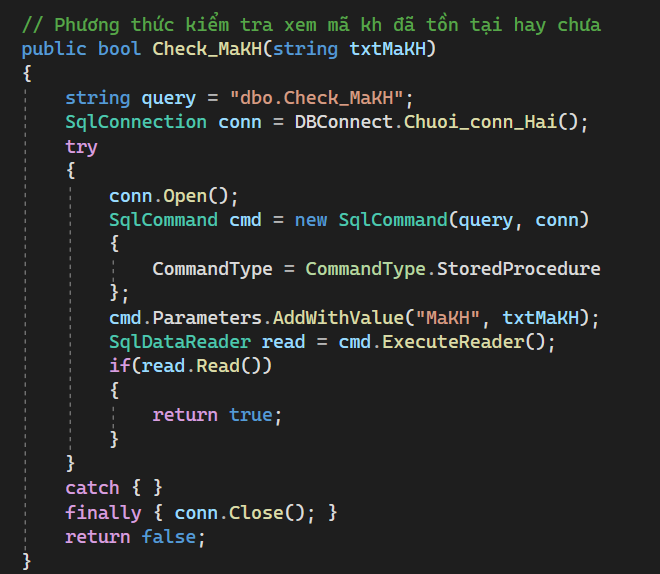 // Phương thức kiểm tra xem mã kh đã tồn tại hay chưa
public bool Check_MaKH(string txtMaKH)
{
    string query = "dbo.Check_MaKH";
    SqlConnection conn = DBConnect.Chuoi_conn_Hai();
    try
    {
        conn.Open();
        SqlCommand cmd = new SqlCommand(query, conn)
        {
            CommandType = CommandType.StoredProcedure
        };
        cmd.Parameters.AddWithValue("MaKH", txtMaKH);
        SqlDataReader read = cmd.ExecuteReader();
        if(read.Read())
        {
            return true;
        }
    }
    catch { }
    finally { conn.Close(); }
    return false;
}